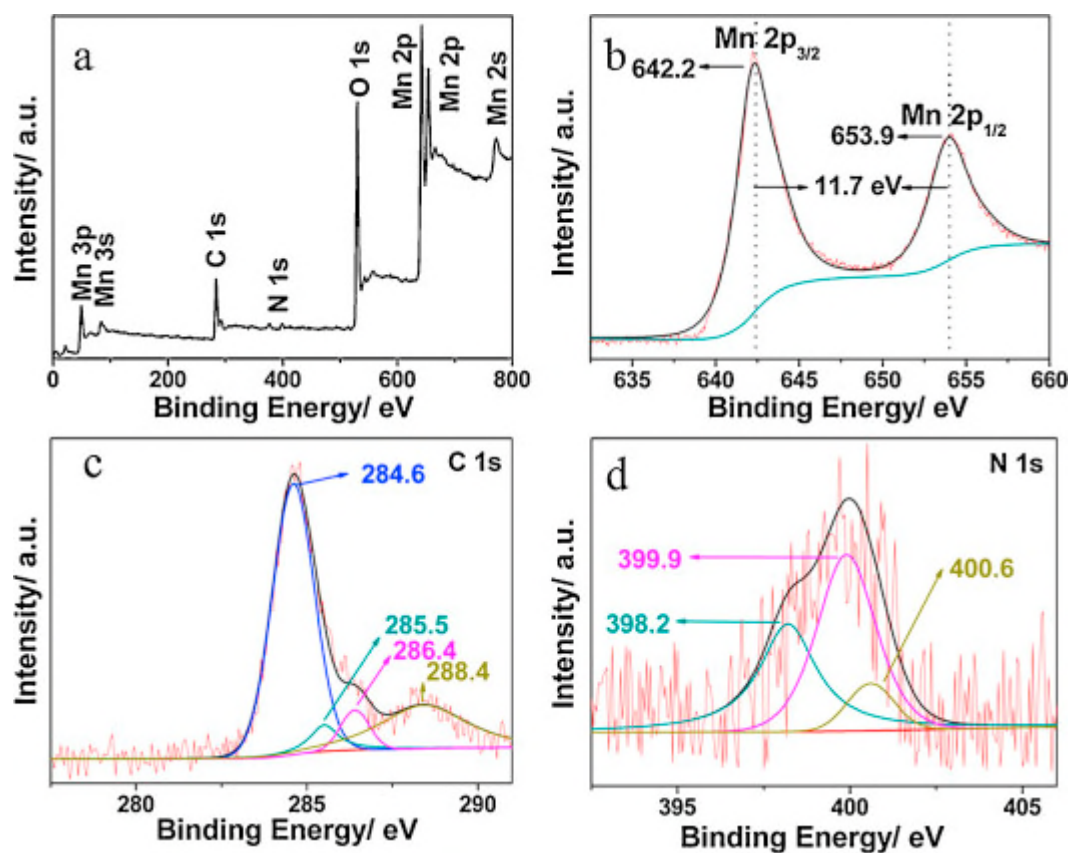 a
Mn 3p
Mn 3s
C 1s
N 1s
O 1s
Mn 2p
Mn 2p
Mn 2s
Intensity/ a.u.
0 200 400 600 800
Binding Energy/ eV
b
Mn 2p3/2
642.2
Mn 2p1/2
653.9
11.7 eV
Intensity/ a.u.
635 640 645 650 655 660
Binding Energy/ eV
c
C 1s
284.6
285.5
286.4
288.4
Intensity/ a.u.
280 285 290
Binding Energy/ eV
d
N 1s
399.9
400.6
398.2
Intensity/ a.u.
395 400 405
Binding Energy/ eV